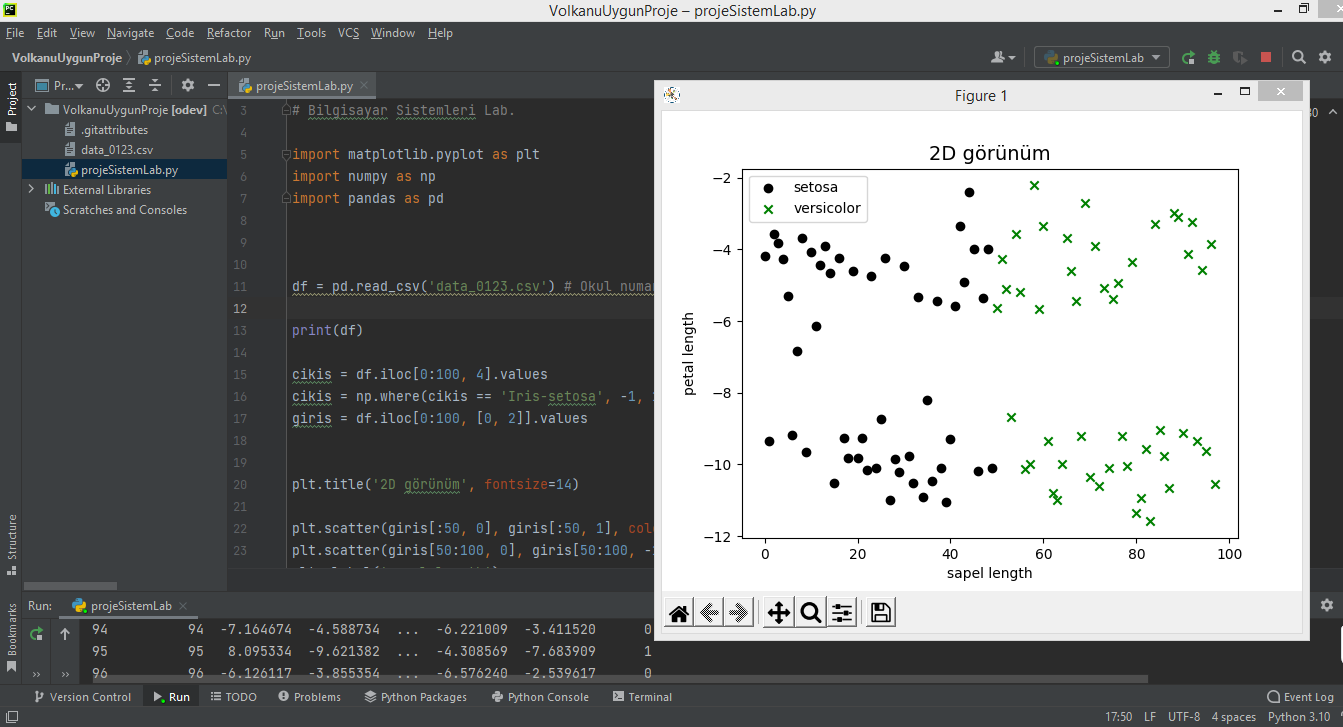 VolkanuUygunProje – projeSistemLab.py
File Edit View Navigate Code Refactor Run Tools VCS Window Help
VolkanuUygunProje projeSistemLab.py projeSistemLab
Pr... projeSistemLab.py
Project
VolkanuUygunProje [odev] C:\
.gitattributes
data_0123.csv
projeSistemLab.py
External Libraries
Scratches and Consoles
3 # Bilgisayar Sistemleri Lab.
4
5 import matplotlib.pyplot as plt
6 import numpy as np
7 import pandas as pd
8
9
10
11 df = pd.read_csv('data_0123.csv') # Okul numar
12
13 print(df)
14
15 cikis = df.iloc[0:100, 4].values
16 cikis = np.where(cikis == 'Iris-setosa', -1,
17 giris = df.iloc[0:100, [0, 2]].values
18
19
20 plt.title('2D görünüm', fontsize=14)
21
22 plt.scatter(giris[:50, 0], giris[:50, 1], col
23 plt.scatter(giris[50:100, 0], giris[50:100, -
Figure 1
2D görünüm
setosa
versicolor
−2
−4
−6
−8
−10
−12
petal length
0 20 40 60 80 100
sapel length
Structure
Bookmarks
Run: projeSistemLab
94 94 -7.164674 -4.588734 ... -6.221009 -3.411520 0
95 95 8.095334 -9.621382 ... -4.308569 -7.683909 1
96 96 -6.126117 -3.855354 ... -6.576240 -2.539617 0
Version Control Run TODO Problems Python Packages Python Console Terminal Event Log
17:50 LF UTF-8 4 spaces Python 3.10